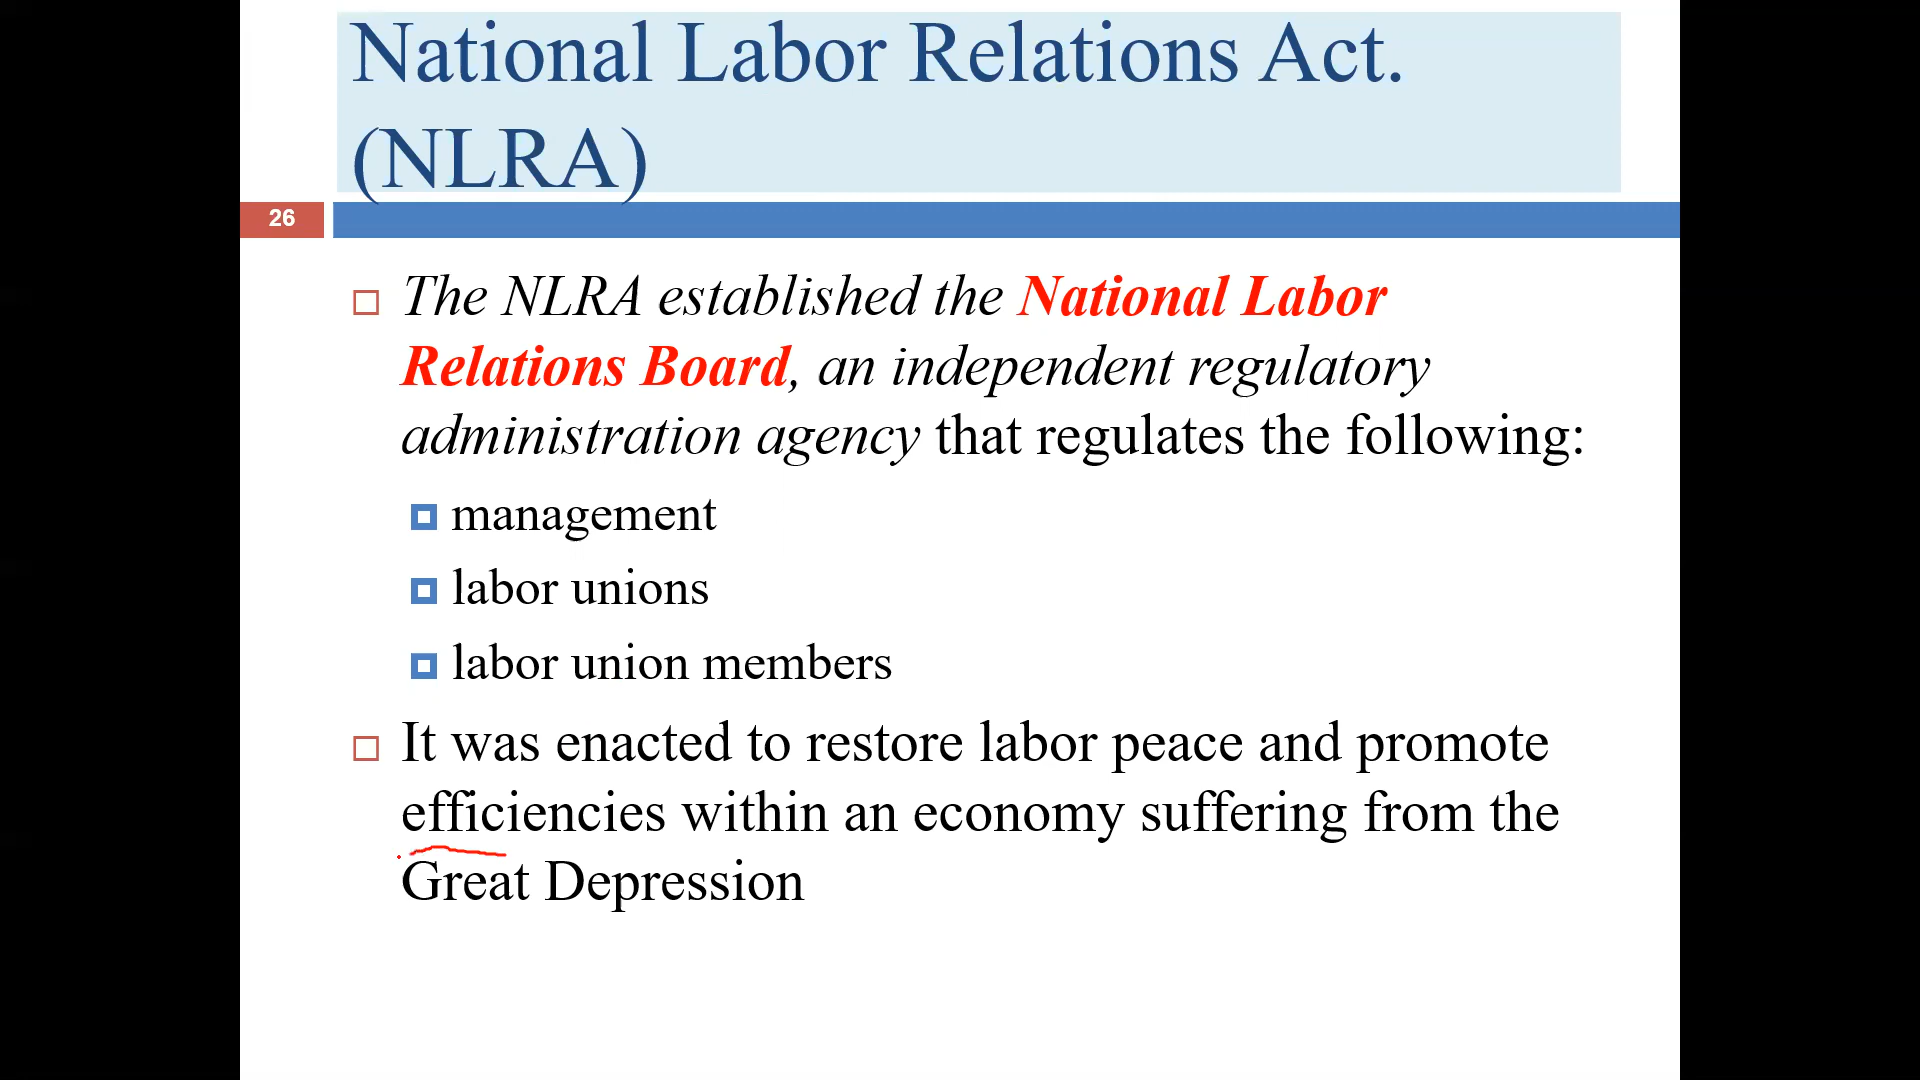 National Labor Relations Act.
(NLRA)
26
The NLRA established the National Labor
Relations Board, an independent regulatory
administration agency that regulates the following:
management
labor unions
labor union members
It was enacted to restore labor peace and promote
efficiencies within an economy suffering from the
Great Depression